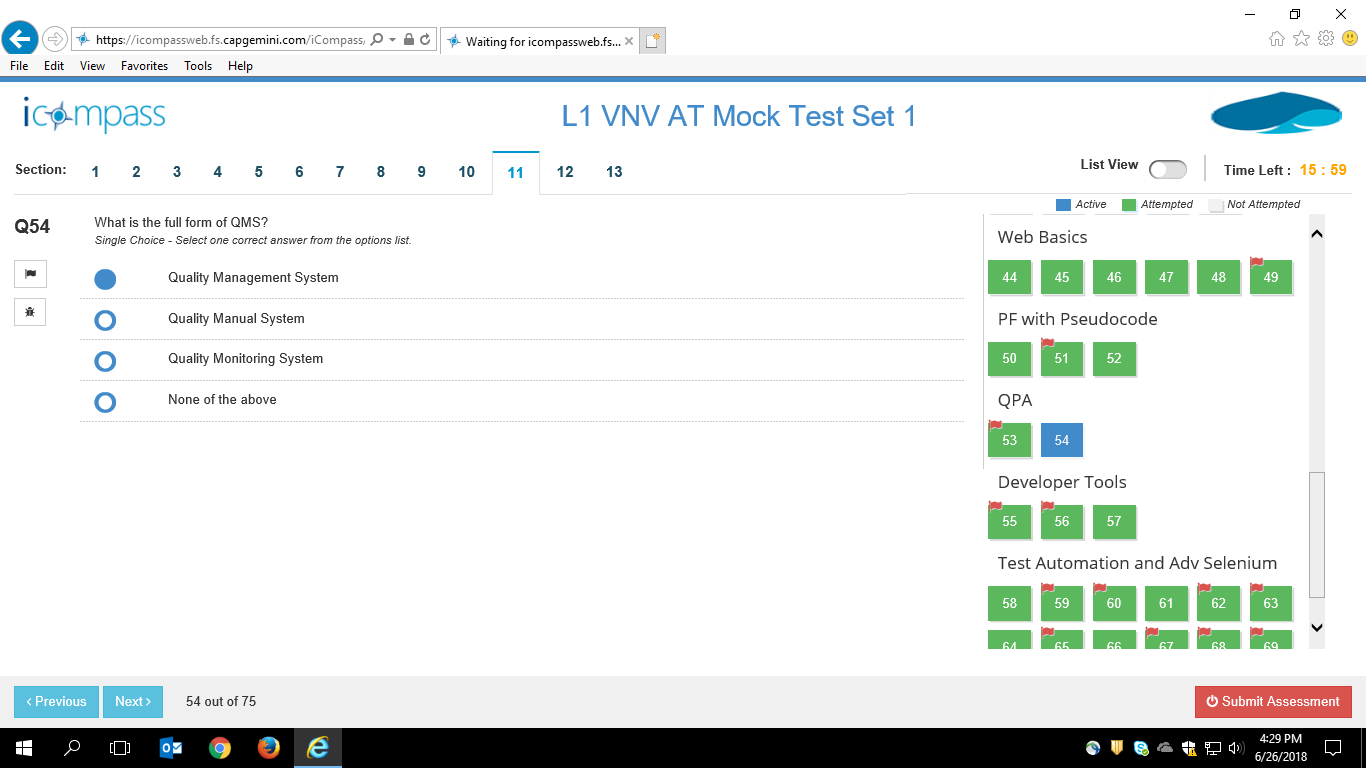 https://icompassweb.fs.capgemini.com/iCompass/
Waiting for icompassweb.fs...
File Edit View Favorites Tools Help
icompass
L1 VNV AT Mock Test Set 1
Section: 1 2 3 4 5 6 7 8 9 10 11 12 13
List View
Time Left : 15 : 59
Active Attempted Not Attempted
Q54
What is the full form of QMS?
Single Choice - Select one correct answer from the options list.
Quality Management System
Quality Manual System
Quality Monitoring System
None of the above
Web Basics
44 45 46 47 48 49
PF with Pseudocode
50 51 52
QPA
53 54
Developer Tools
55 56 57
Test Automation and Adv Selenium
58 59 60 61 62 63
64 65 66 67 68 69
Previous Next 54 out of 75
Submit Assessment
4:29 PM
6/26/2018